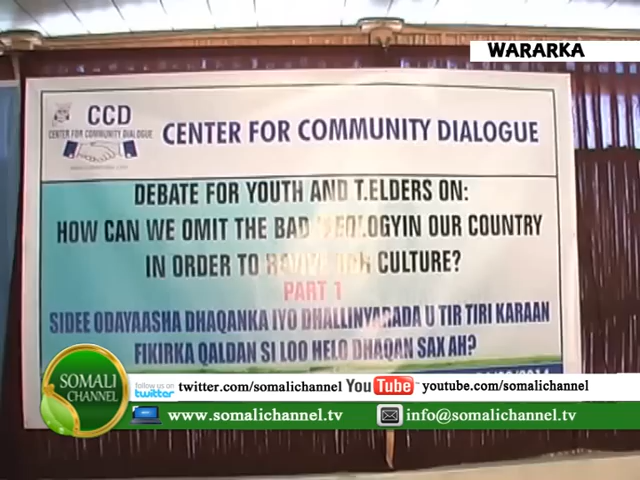 WARARKA
CCD
CENTER FOR COMMUNITY DIALOGUE
CENTER FOR COMMUNITY DIALOGUE
DEBATE FOR YOUTH AND T.ELDERS ON:
HOW CAN WE OMIT THE BAD IN OUR COUNTRY
IN ORDER TO OUR CULTURE?
PART 1
SIDEE ODAYAASHA DHAQANKA IYO DHALLINYARADA U TIR TIRI KARAAN
FIKIRKA QALDAN SI LOO HELO DHAQAN SAX AH?
SOMALI
CHANNEL
follow us on
twitter
twitter.com/somalichannel
YouTube
youtube.com/somalichannel
www.somalichannel.tv
info@somalichannel.tv